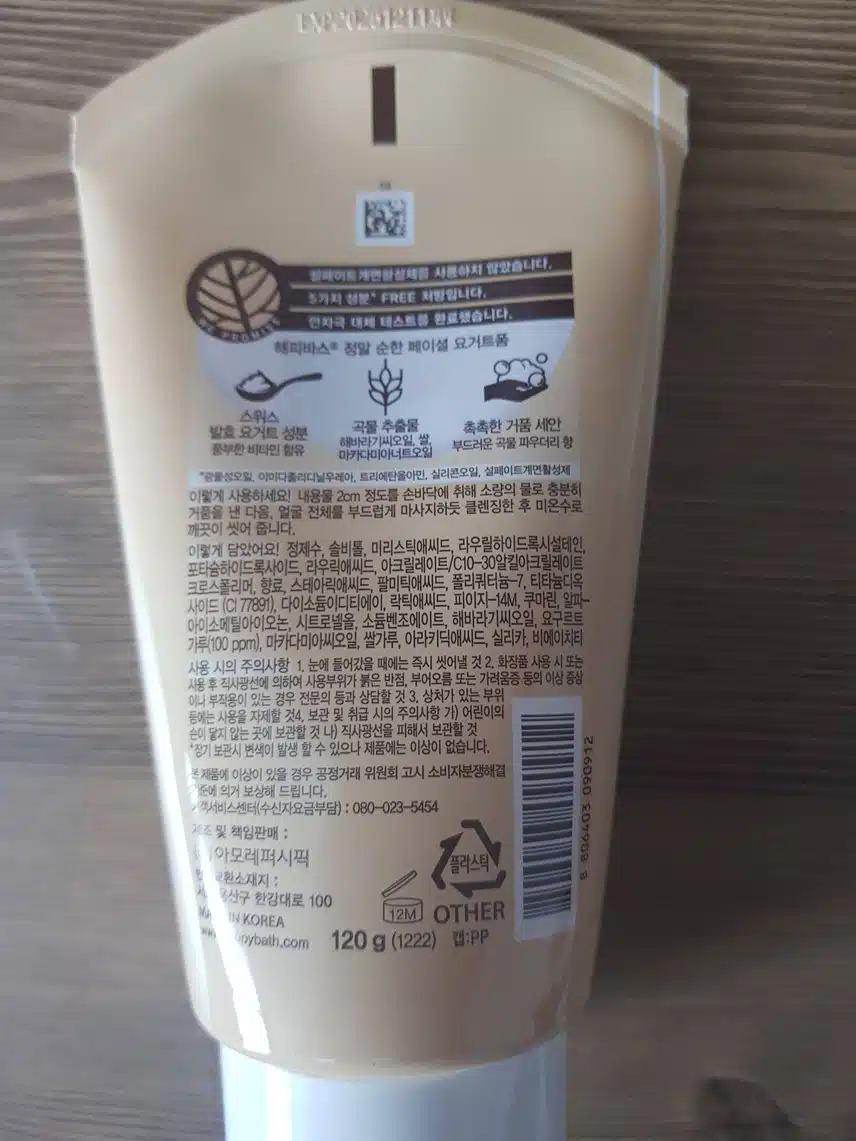 WE PROMISE
설페이트계면활성제를 사용하지 않았습니다.
5가지 성분* FREE 처방입니다.
안자극 대체 테스트를 완료했습니다.
해피바스® 정말 순한 페이셜 요거트폼
스위스
발효 요거트 성분
풍부한 비타민 함유
곡물 추출물
해바라기씨오일, 쌀,
마카다미아너트오일
촉촉한 거품 세안
부드러운 곡물 파우더리 향
*광물성오일, 이미다졸리디닐우레아, 트리에탄올아민, 실리콘오일, 설페이트계면활성제
이렇게 사용하세요! 내용물 2cm 정도를 손바닥에 취해 소량의 물로 충분히
거품을 낸 다음, 얼굴 전체를 부드럽게 마사지하듯 클렌징한 후 미온수로
깨끗이 씻어 줍니다.
이렇게 담았어요! 정제수, 솔비톨, 미리스틱애씨드, 라우릴하이드록시설테인,
포타슘하이드록사이드, 라우릭애씨드, 아크릴레이트/C10-30알킬아크릴레이트
크로스폴리머, 향료, 스테아릭애씨드, 팔미틱애씨드, 폴리쿼터늄-7, 티타늄디옥
사이드 (CI 77891), 다이소듐이디티에이, 락틱애씨드, 피이지-14M, 쿠마린, 알파-
아이소메틸아이오논, 시트로넬올, 소듐벤조에이트, 해바라기씨오일, 요구르트
가루(100 ppm), 마카다미아씨오일, 쌀가루, 아라키딕애씨드, 실리카, 비에이치티
사용 시의 주의사항 1. 눈에 들어갔을 때에는 즉시 씻어낼 것 2. 화장품 사용 시 또는
사용 후 직사광선에 의하여 사용부위가 붉은 반점, 부어오름 또는 가려움증 등의 이상 증상
이나 부작용이 있는 경우 전문의 등과 상담할 것 3. 상처가 있는 부위
등에는 사용을 자제할 것4. 보관 및 취급 시의 주의사항 가) 어린이의
손이 닿지 않는 곳에 보관할 것 나) 직사광선을 피해서 보관할 것
*장기 보관시 변색이 발생 할 수 있으나 제품에는 이상이 없습니다.
본 제품에 이상이 있을 경우 공정거래 위원회 고시 소비자분쟁해결
기준에 의거 보상해 드립니다.
고객서비스센터(수신자요금부담) : 080-023-5454
제조 및 책임판매 :
아모레퍼시픽
교환소재지 :
용산구 한강대로 100
MADE IN KOREA
120 g (1222)
12M
플라스틱
OTHER
캡:PP
8 806403 090912